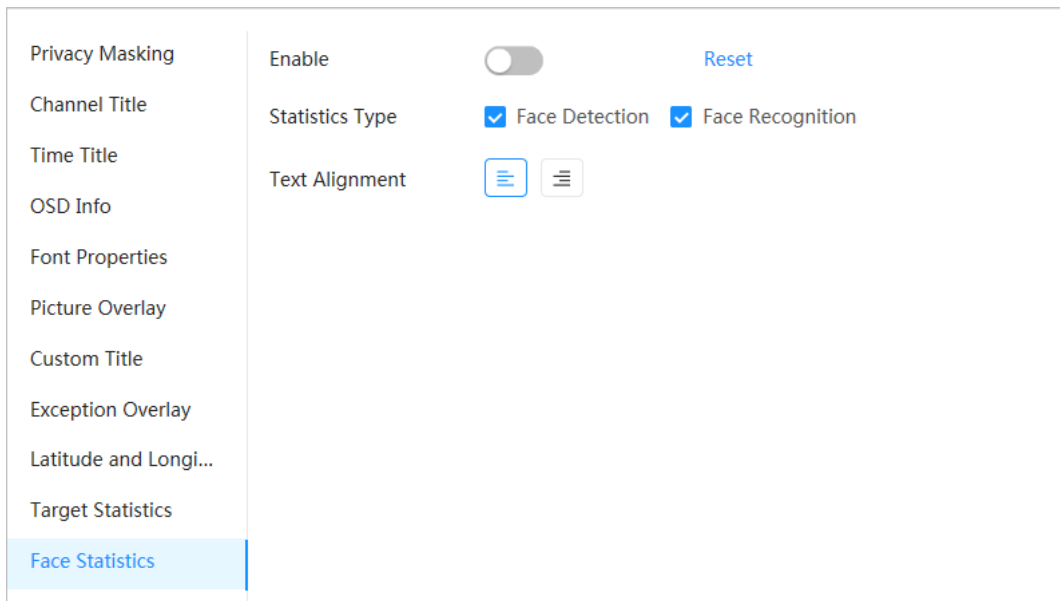 Privacy Masking
Channel Title
Time Title
OSD Info
Font Properties
Picture Overlay
Custom Title
Exception Overlay
Latitude and Longi...
Target Statistics
Face Statistics
Enable Reset
Statistics Type Face Detection Face Recognition
Text Alignment